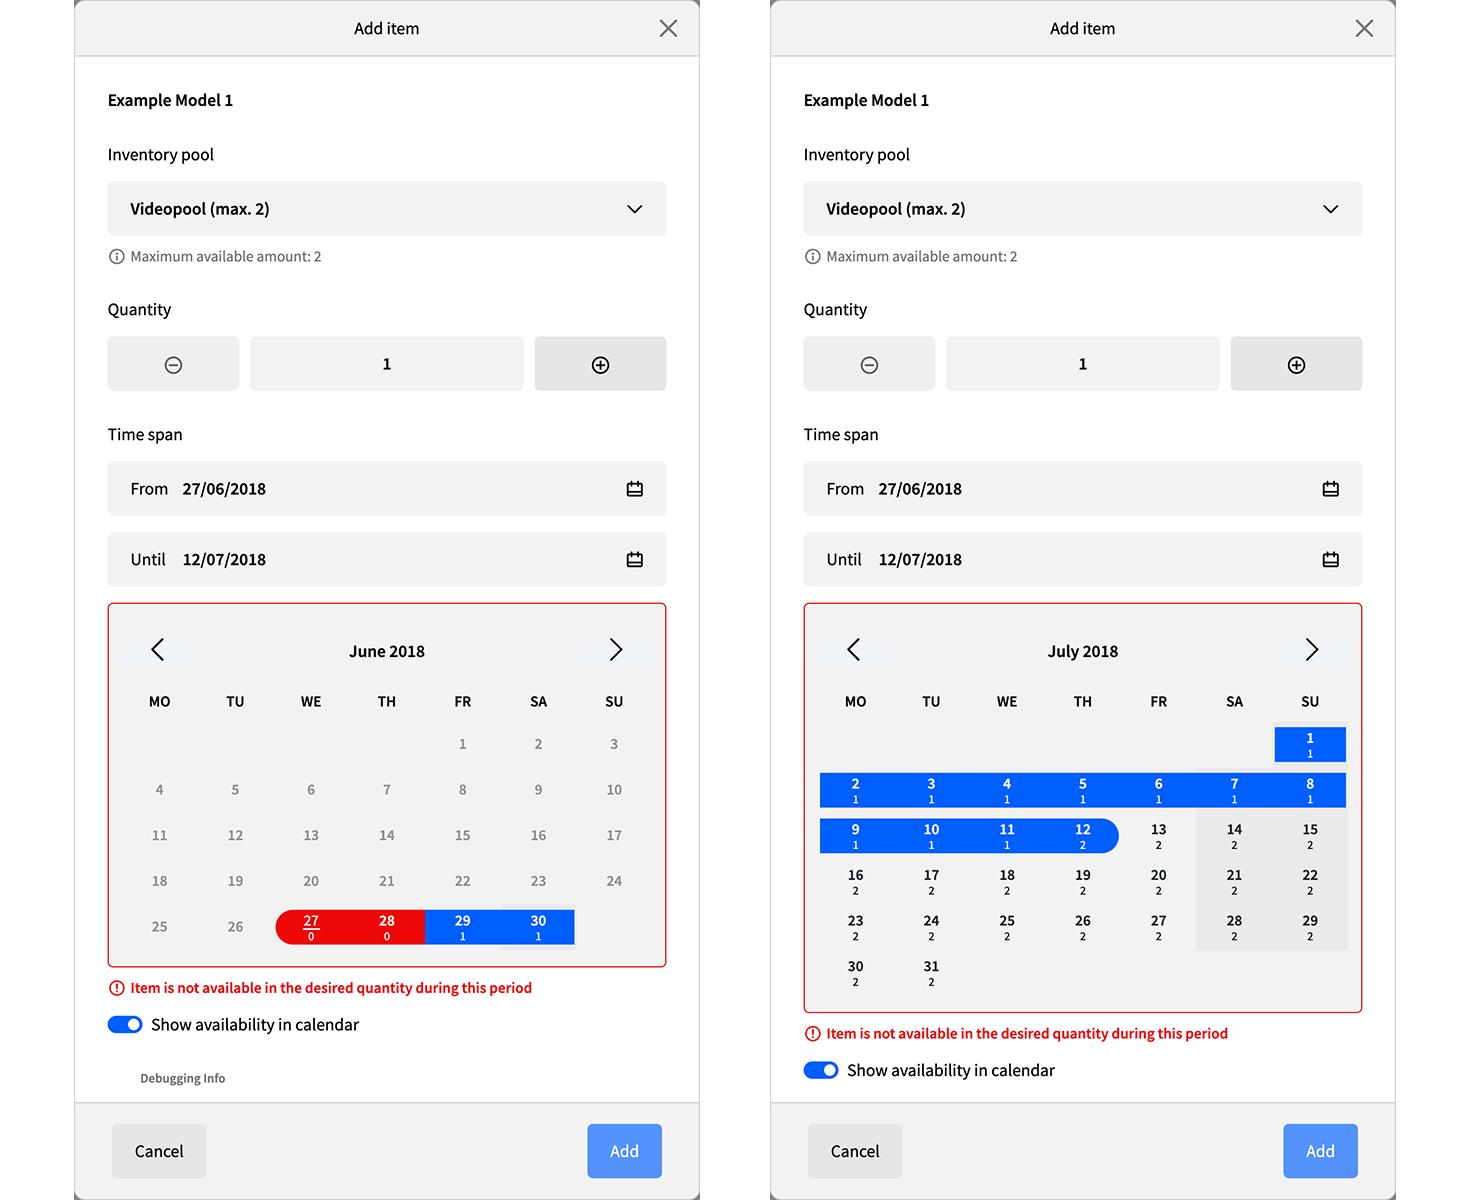 Add item
Example Model 1
Inventory pool
Videopool (max. 2)
Maximum available amount: 2
Quantity
1
Time span
From 27/06/2018
Until 12/07/2018
June 2018
MO TU WE TH FR SA SU
1 2 3
4 5 6 7 8 9 10
11 12 13 14 15 16 17
18 19 20 21 22 23 24
25 26 27 28 29 30
0 0 1 1
Item is not available in the desired quantity during this period
Show availability in calendar
Debugging Info
Cancel Add
Add item
Example Model 1
Inventory pool
Videopool (max. 2)
Maximum available amount: 2
Quantity
1
Time span
From 27/06/2018
Until 12/07/2018
July 2018
MO TU WE TH FR SA SU
1
1
2 3 4 5 6 7 8
1 1 1 1 1 1 1
9 10 11 12 13 14 15
1 1 1 2 2 2 2
16 17 18 19 20 21 22
2 2 2 2 2 2 2
23 24 25 26 27 28 29
2 2 2 2 2 2 2
30 31
2 2
Item is not available in the desired quantity during this period
Show availability in calendar
Cancel Add